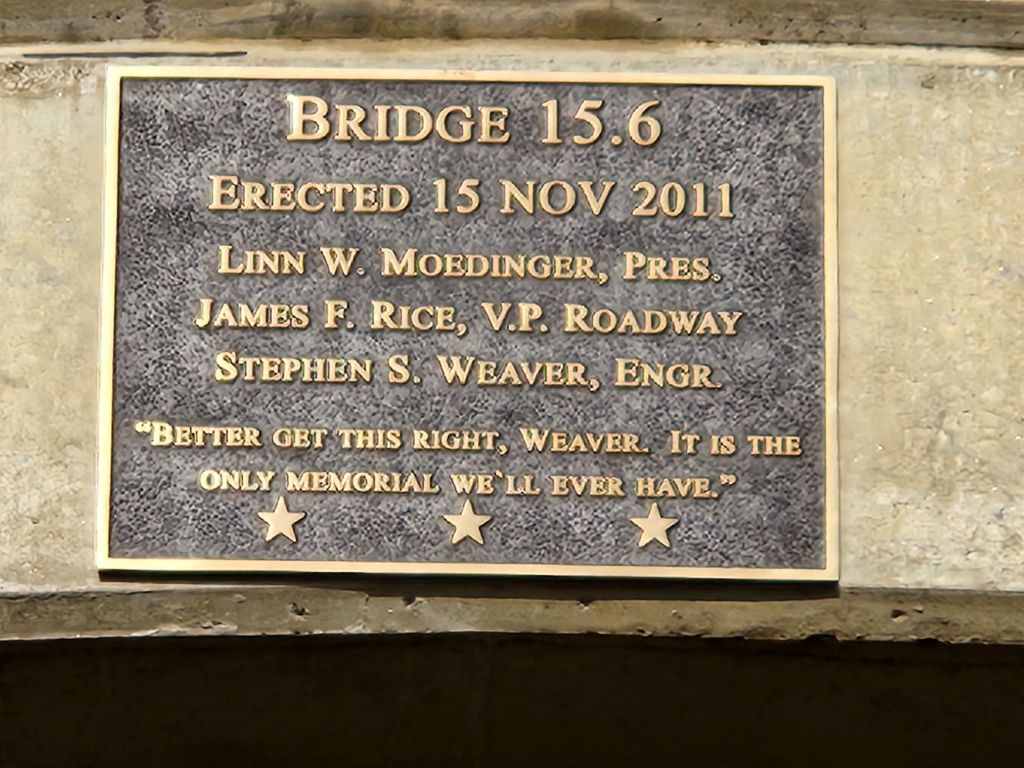 BRIDGE 15.6
ERECTED 15 NOV 2011
LINN W. MOEDINGER, PRES.
JAMES F. RICE, V.P. ROADWAY
STEPHEN S. WEAVER, ENGR.
“BETTER GET THIS RIGHT, WEAVER. IT IS THE
ONLY MEMORIAL WE`LL EVER HAVE.”